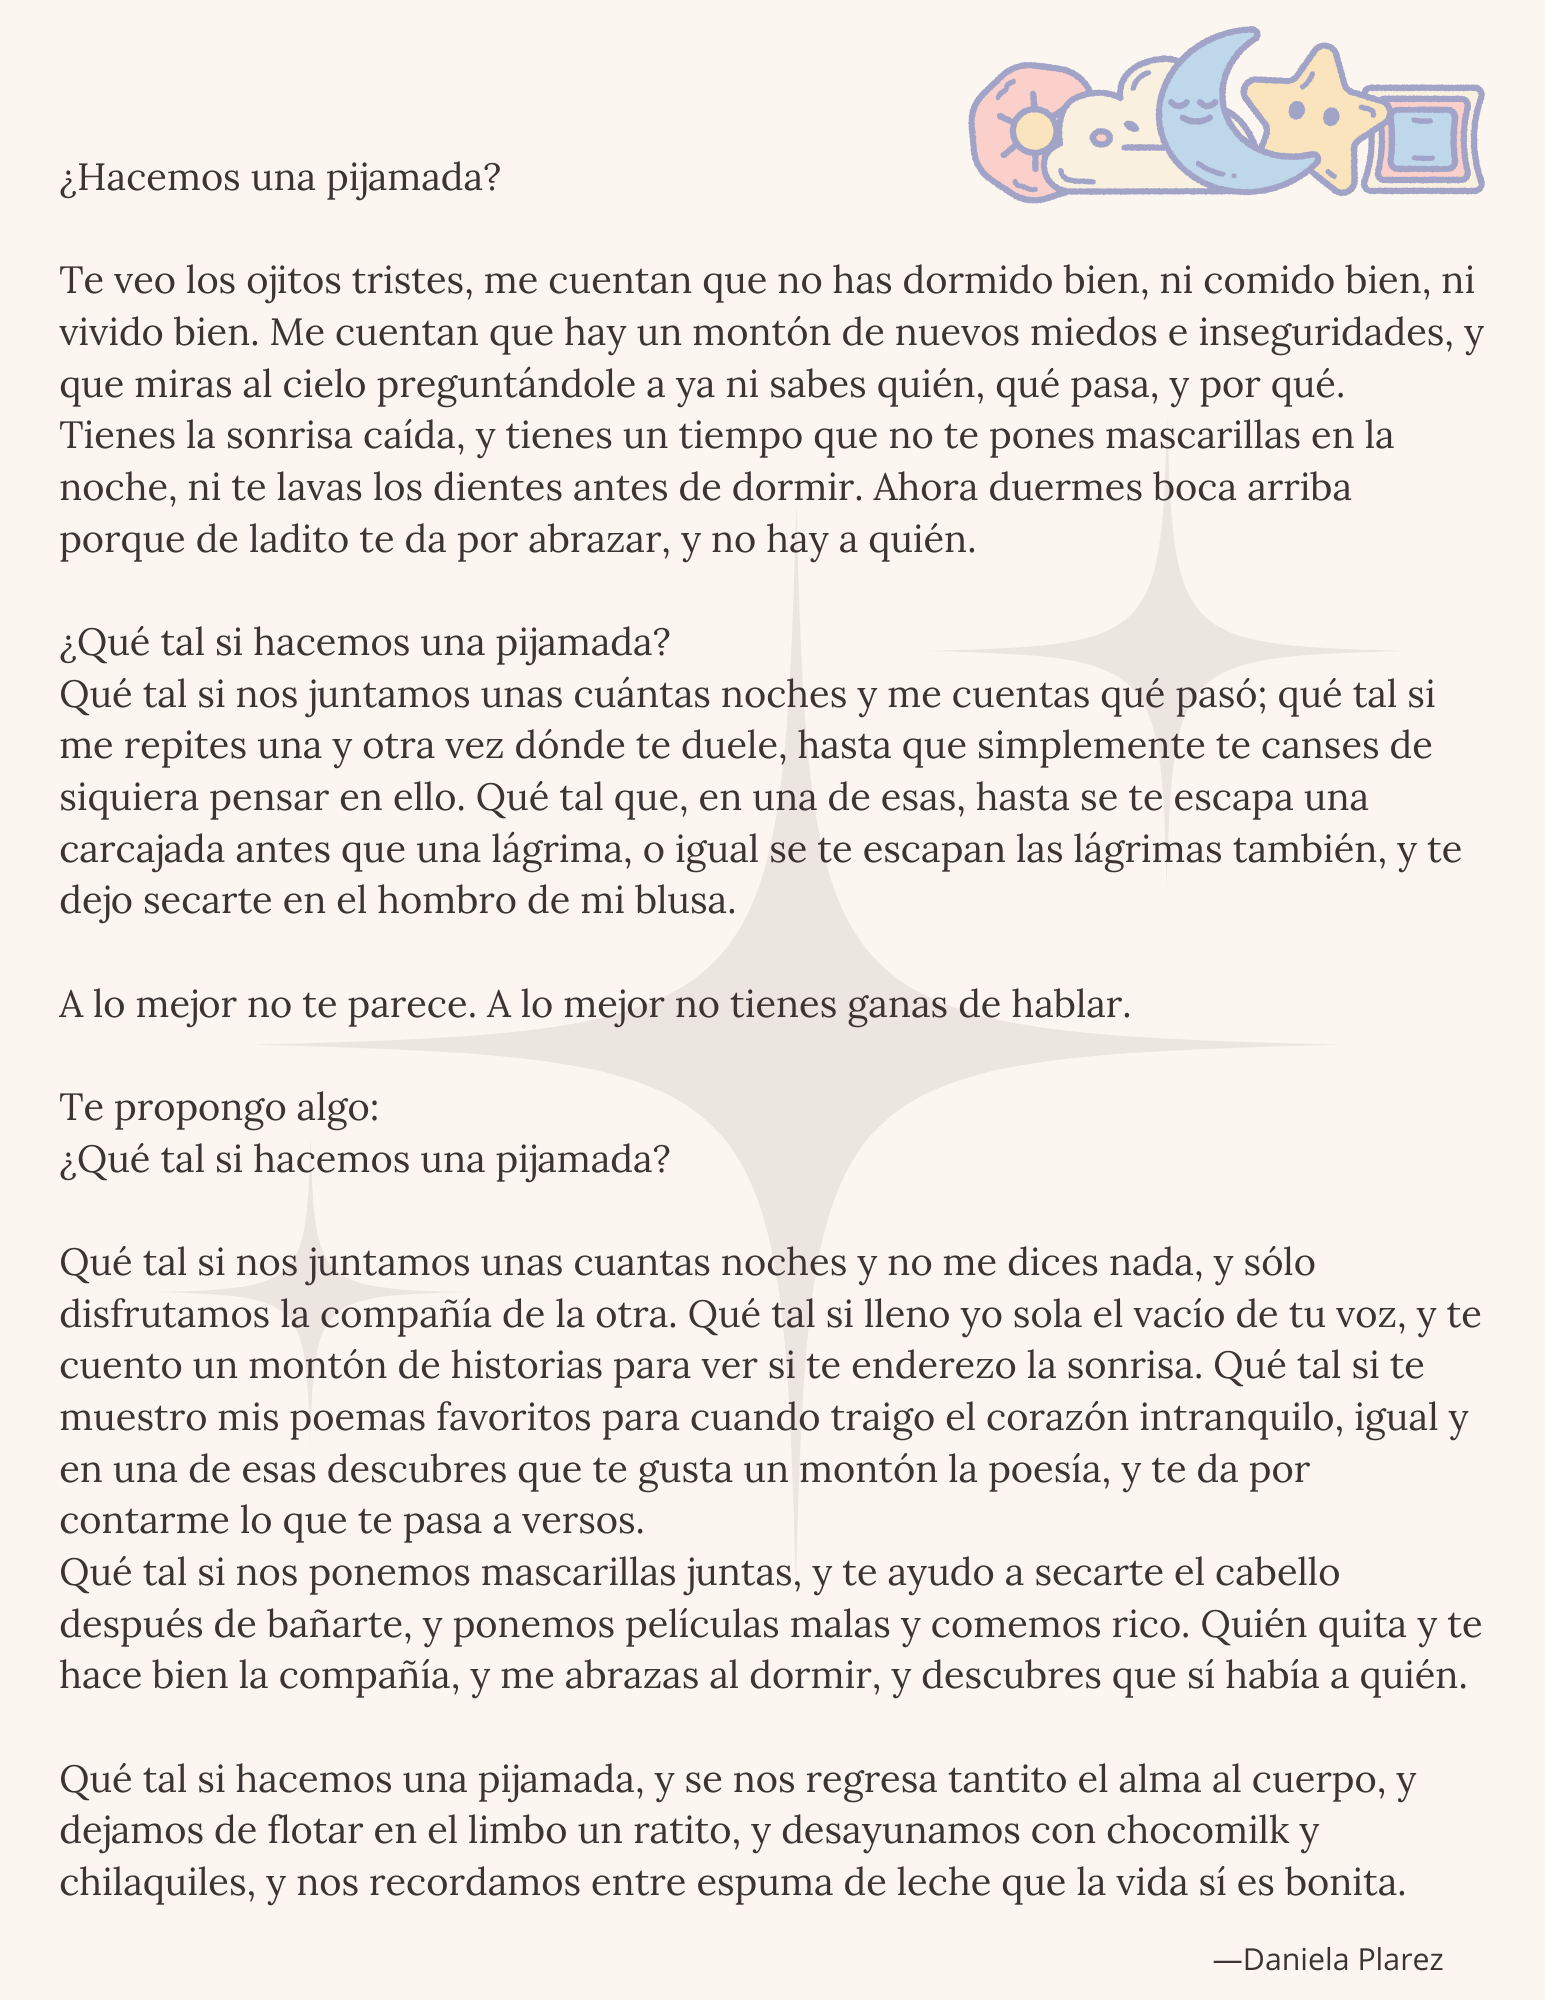 ¿Hacemos una pijamada?
Te veo los ojitos tristes, me cuentan que no has dormido bien, ni comido bien, ni
vivido bien. Me cuentan que hay un montón de nuevos miedos e inseguridades, y
que miras al cielo preguntándole a ya ni sabes quién, qué pasa, y por qué.
Tienes la sonrisa caída, y tienes un tiempo que no te pones mascarillas en la
noche, ni te lavas los dientes antes de dormir. Ahora duermes boca arriba
porque de ladito te da por abrazar, y no hay a quién.
¿Qué tal si hacemos una pijamada?
Qué tal si nos juntamos unas cuántas noches y me cuentas qué pasó; qué tal si
me repites una y otra vez dónde te duele, hasta que simplemente te canses de
siquiera pensar en ello. Qué tal que, en una de esas, hasta se te escapa una
carcajada antes que una lágrima, o igual se te escapan las lágrimas también, y te
dejo secarte en el hombro de mi blusa.
A lo mejor no te parece. A lo mejor no tienes ganas de hablar.
Te propongo algo:
¿Qué tal si hacemos una pijamada?
Qué tal si nos juntamos unas cuantas noches y no me dices nada, y sólo
disfrutamos la compañía de la otra. Qué tal si lleno yo sola el vacío de tu voz, y te
cuento un montón de historias para ver si te enderezo la sonrisa. Qué tal si te
muestro mis poemas favoritos para cuando traigo el corazón intranquilo, igual y
en una de esas descubres que te gusta un montón la poesía, y te da por
contarme lo que te pasa a versos.
Qué tal si nos ponemos mascarillas juntas, y te ayudo a secarte el cabello
después de bañarte, y ponemos películas malas y comemos rico. Quién quita y te
hace bien la compañía, y me abrazas al dormir, y descubres que sí había a quién.
Qué tal si hacemos una pijamada, y se nos regresa tantito el alma al cuerpo, y
dejamos de flotar en el limbo un ratito, y desayunamos con chocomilk y
chilaquiles, y nos recordamos entre espuma de leche que la vida sí es bonita.
—Daniela Plarez